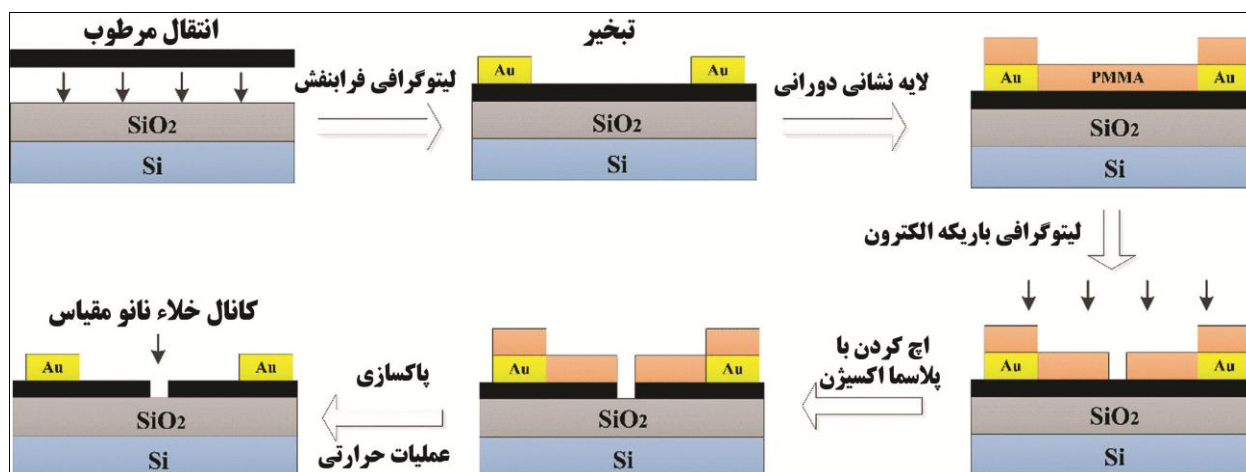 انتقال مرطوب
SiO2
Si
لیتوگرافی فرابنفش
تبخیر
Au
Au
SiO2
Si
لایه نشانی دورانی
Au
PMMA
Au
SiO2
Si
لیتوگرافی باریکه الکترون
Au
Au
SiO2
Si
اچ کردن با
پلاسما اکسیژن
Au
Au
SiO2
Si
پاکسازی
عملیات حرارتی
کانال خلاء نانو مقیاس
Au
Au
SiO2
Si